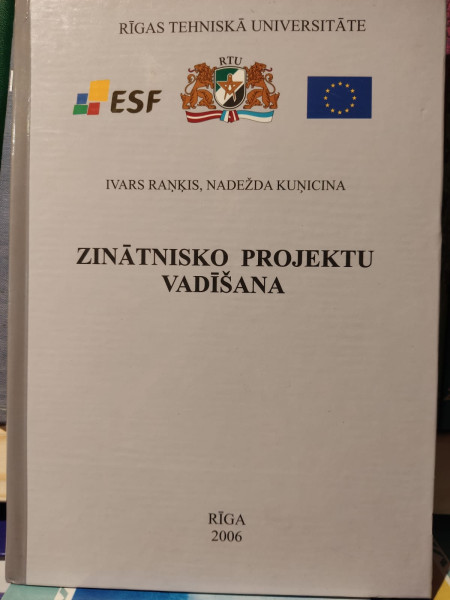 RĪGAS TEHNISKĀ UNIVERSITĀTE
RTU
ESF
IVARS RAŅĶIS, NADEŽDA KUŅICINA
ZINĀTNISKO PROJEKTU
VADĪŠANA
RĪGA
2006